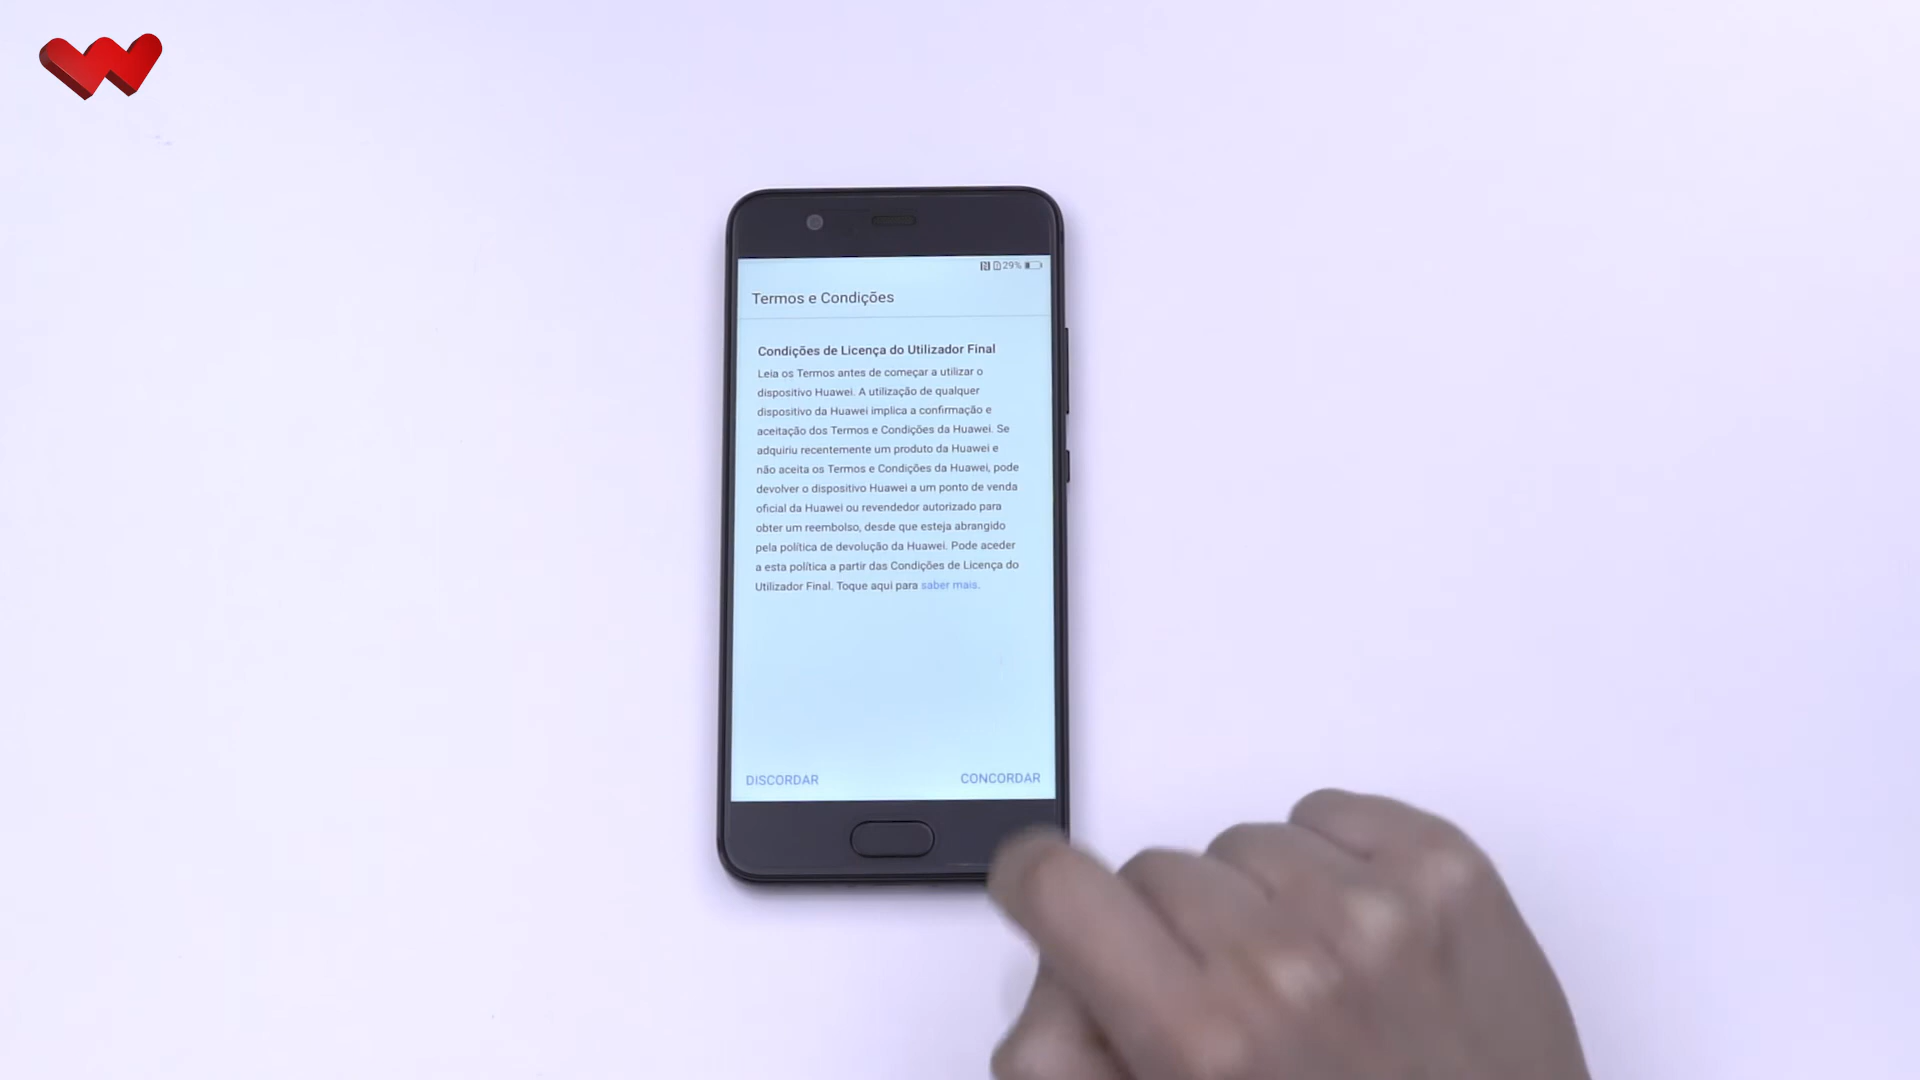 29%
Termos e Condições
Condições de Licença do Utilizador Final
Leia os Termos antes de começar a utilizar o
dispositivo Huawei. A utilização de qualquer
dispositivo da Huawei implica a confirmação e
aceitação dos Termos e Condições da Huawei. Se
adquiriu recentemente um produto da Huawei e
não aceita os Termos e Condições da Huawei, pode
devolver o dispositivo Huawei a um ponto de venda
oficial da Huawei ou revendedor autorizado para
obter um reembolso, desde que esteja abrangido
pela política de devolução da Huawei. Pode aceder
a esta política a partir das Condições de Licença do
Utilizador Final. Toque aqui para saber mais.
DISCORDAR CONCORDAR